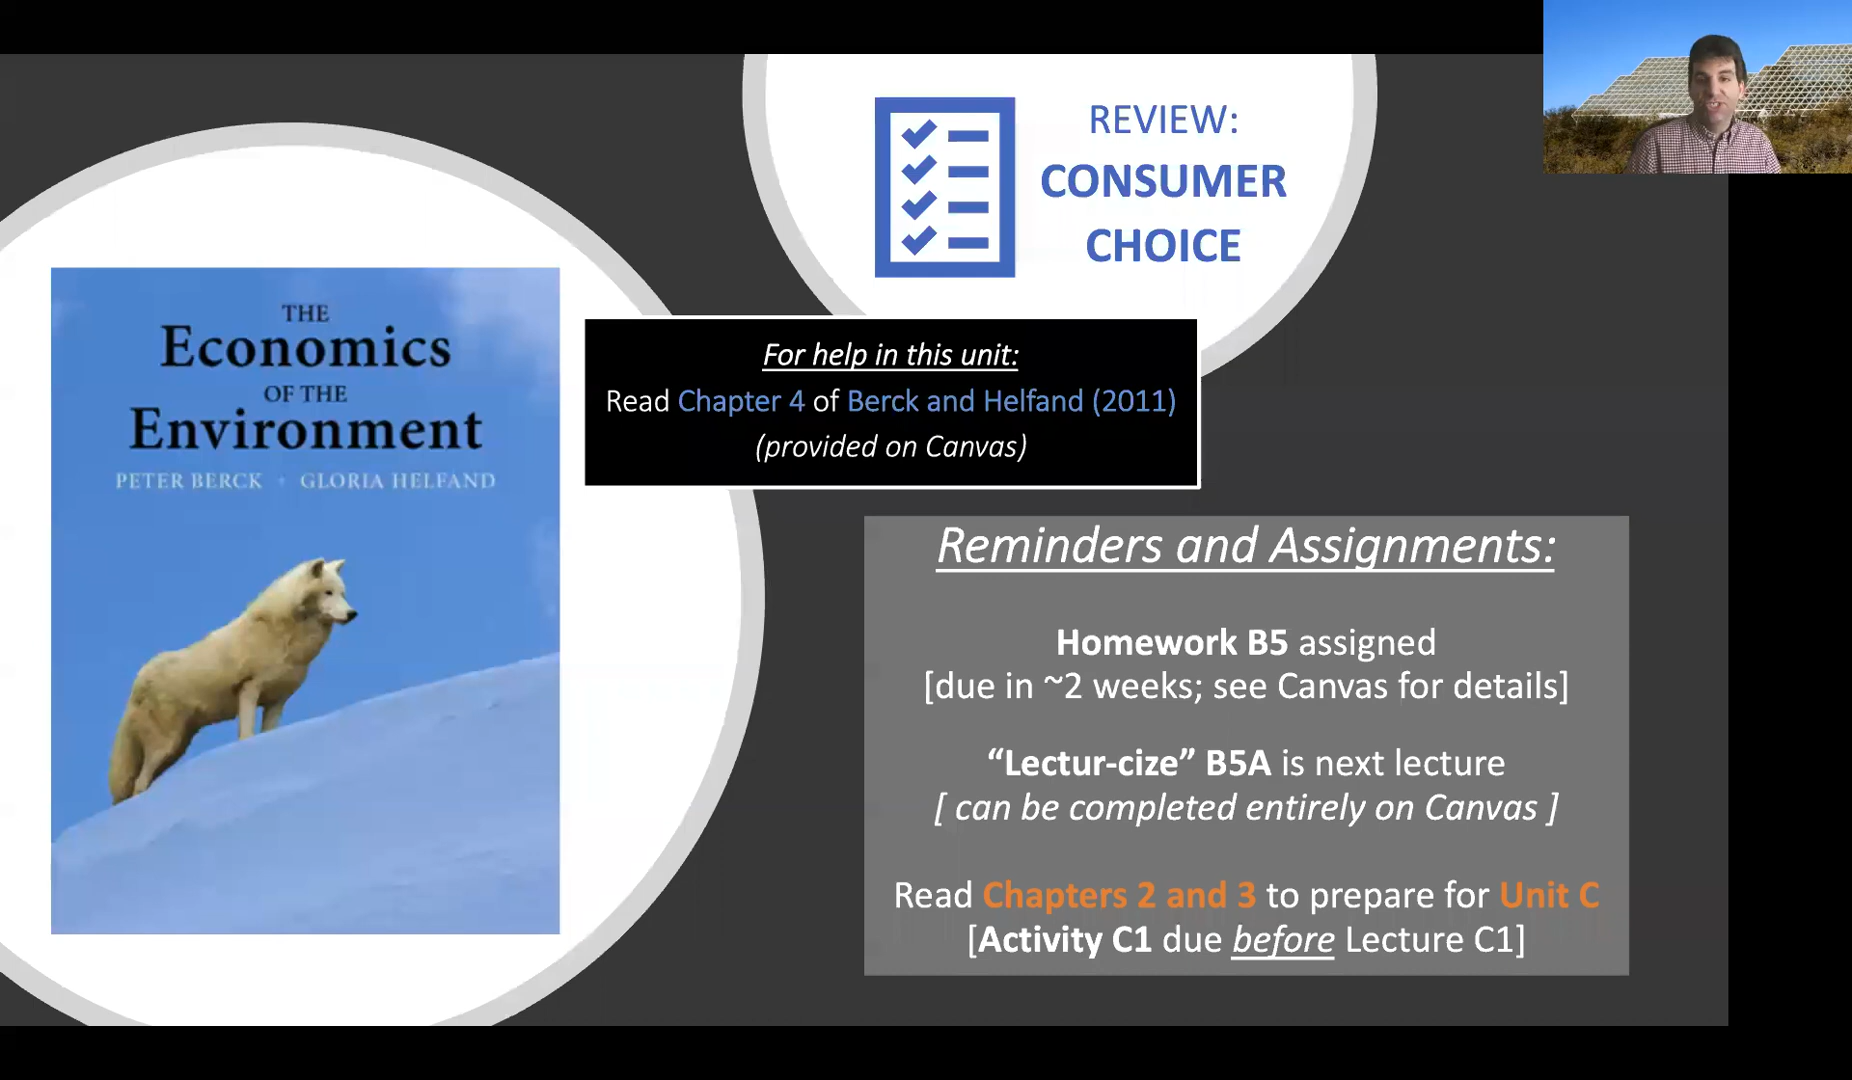 REVIEW:
CONSUMER
CHOICE
THE
Economics
OF THE
Environment
PETER BERCK · GLORIA HELFAND
For help in this unit:
Read Chapter 4 of Berck and Helfand (2011)
(provided on Canvas)
Reminders and Assignments:
Homework B5 assigned
[due in ~2 weeks; see Canvas for details]
“Lectur-cize” B5A is next lecture
[ can be completed entirely on Canvas ]
Read Chapters 2 and 3 to prepare for Unit C
[Activity C1 due before Lecture C1]